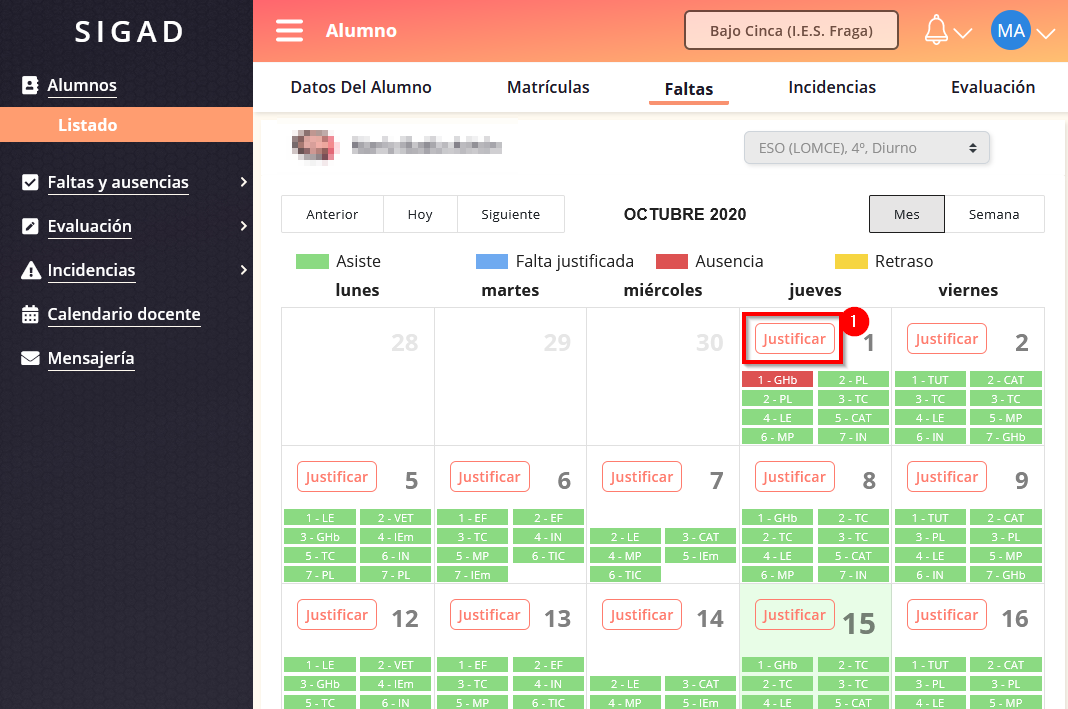 SIGAD
Alumno
Bajo Cinca (I.E.S. Fraga)
MA
Alumnos
Listado
Faltas y ausencias
Evaluación
Incidencias
Calendario docente
Mensajería
Datos Del Alumno Matrículas Faltas Incidencias Evaluación
ESO (LOMCE), 4º, Diurno
Anterior Hoy Siguiente OCTUBRE 2020 Mes Semana
Asiste Falta justificada Ausencia Retraso
lunes martes miércoles jueves viernes
28 29 30 Justificar 1 1 Justificar 2
1 - GHb 2 - PL 1 - TUT 2 - CAT
2 - PL 3 - TC 3 - TC 3 - TC
4 - LE 5 - CAT 4 - LE 5 - MP
6 - MP 7 - IN 6 - IN 7 - GHb
Justificar 5 Justificar 6 Justificar 7 Justificar 8 Justificar 9
1 - LE 2 - VET 1 - EF 2 - EF 1 - GHb 2 - TC 1 - TUT 2 - CAT
3 - GHb 4 - IEm 3 - TC 4 - IN 2 - LE 3 - CAT 2 - TC 3 - TC 3 - PL 3 - PL
5 - TC 6 - IN 5 - MP 6 - TIC 4 - MP 5 - IEm 4 - LE 5 - CAT 4 - LE 5 - MP
7 - PL 7 - PL 7 - IEm 6 - TIC 6 - MP 7 - IN 6 - IN 7 - GHb
Justificar 12 Justificar 13 Justificar 14 Justificar 15 Justificar 16
1 - LE 2 - VET 1 - EF 2 - EF 1 - GHb 2 - TC 1 - TUT 2 - CAT
3 - GHb 4 - IEm 3 - TC 4 - IN 2 - LE 3 - CAT 2 - TC 3 - TC 3 - PL 3 - PL
5 - TC 6 - IN 5 - MP 6 - TIC 4 - MP 5 - IEm 4 - LE 5 - CAT 4 - LE 5 - MP